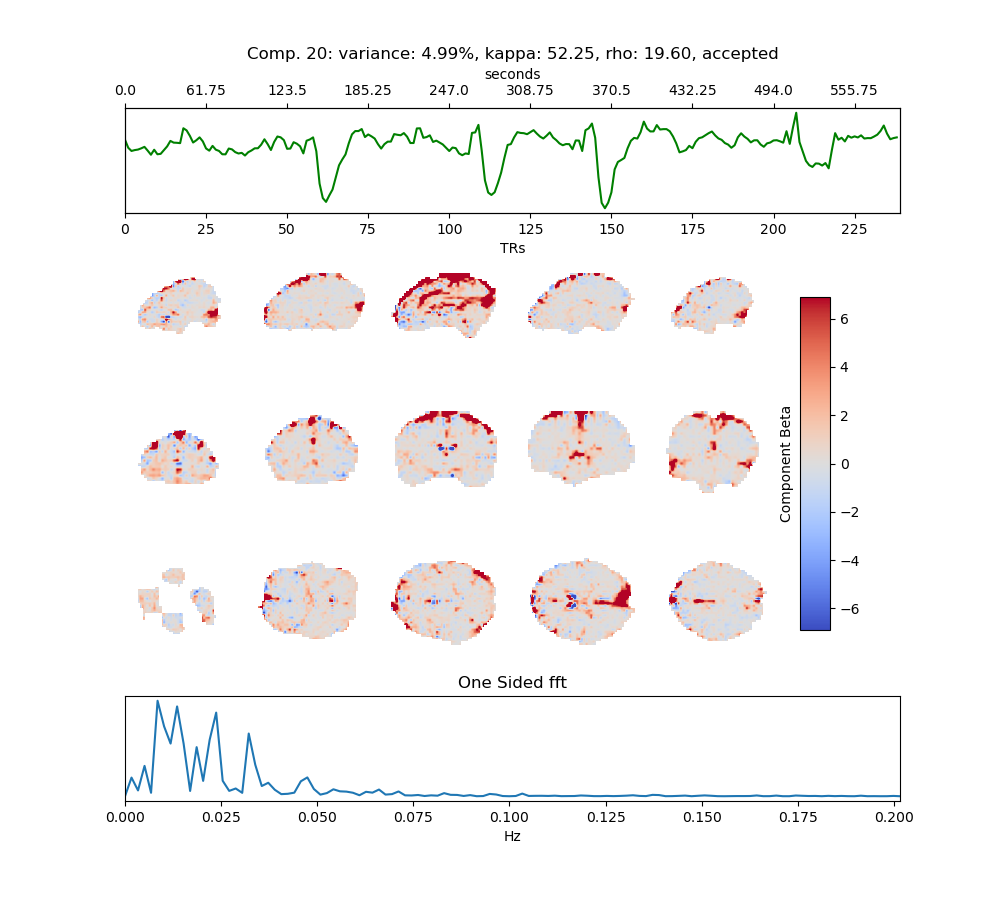 Comp. 20: variance: 4.99%, kappa: 52.25, rho: 19.60, accepted
seconds
0.0 61.75 123.5 185.25 247.0 308.75 370.5 432.25 494.0 555.75
0 25 50 75 100 125 150 175 200 225
TRs
6
4
2
0
−2
−4
−6
Component Beta
One Sided fft
0.000 0.025 0.050 0.075 0.100 0.125 0.150 0.175 0.200
Hz